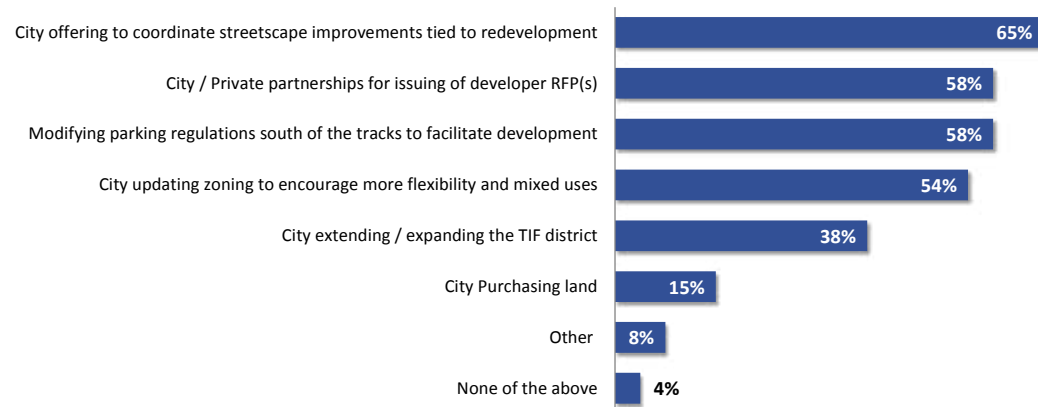 City offering to coordinate streetscape improvements tied to redevelopment 65%
City / Private partnerships for issuing of developer RFP(s) 58%
Modifying parking regulations south of the tracks to facilitate development 58%
City updating zoning to encourage more flexibility and mixed uses 54%
City extending / expanding the TIF district 38%
City Purchasing land 15%
Other 8%
None of the above 4%